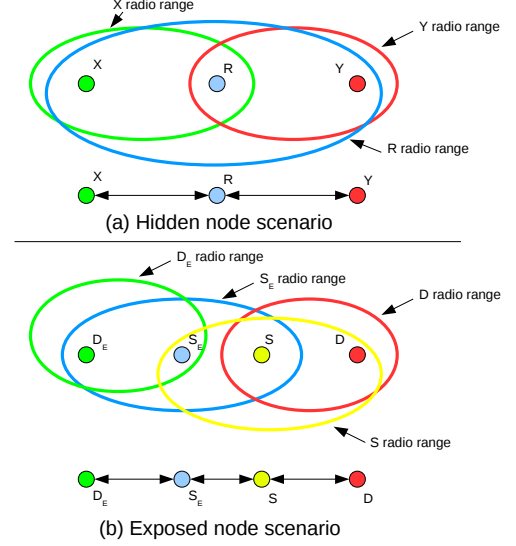 X radio range
Y radio range
X
R
Y
R radio range
X
R
Y
(a) Hidden node scenario
D_E radio range
S_E radio range
D radio range
D_E
S_E
S
D
S radio range
D_E
S_E
S
D
(b) Exposed node scenario